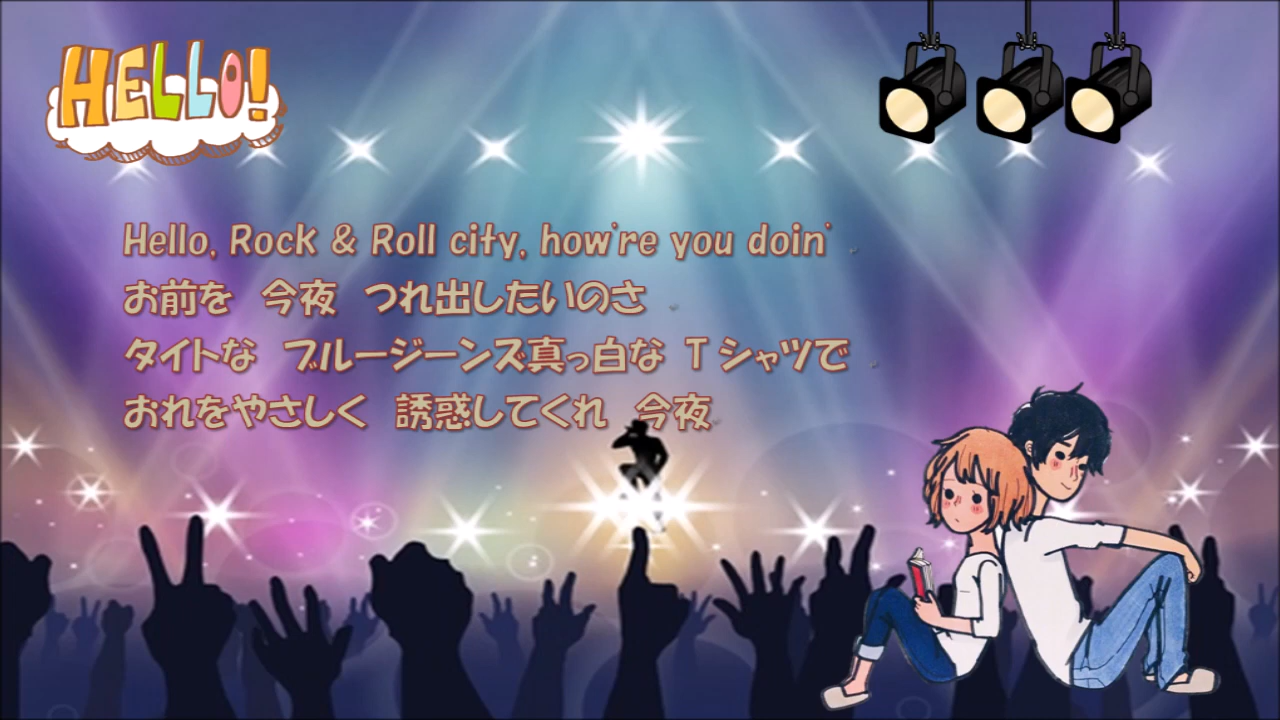 HELLO!
Hello, Rock & Roll city, how're you doin'
お前を　今夜　つれ出したいのさ
タイトな　ブルージーンズ真っ白な Tシャツで
おれをやさしく　誘惑してくれ　今夜